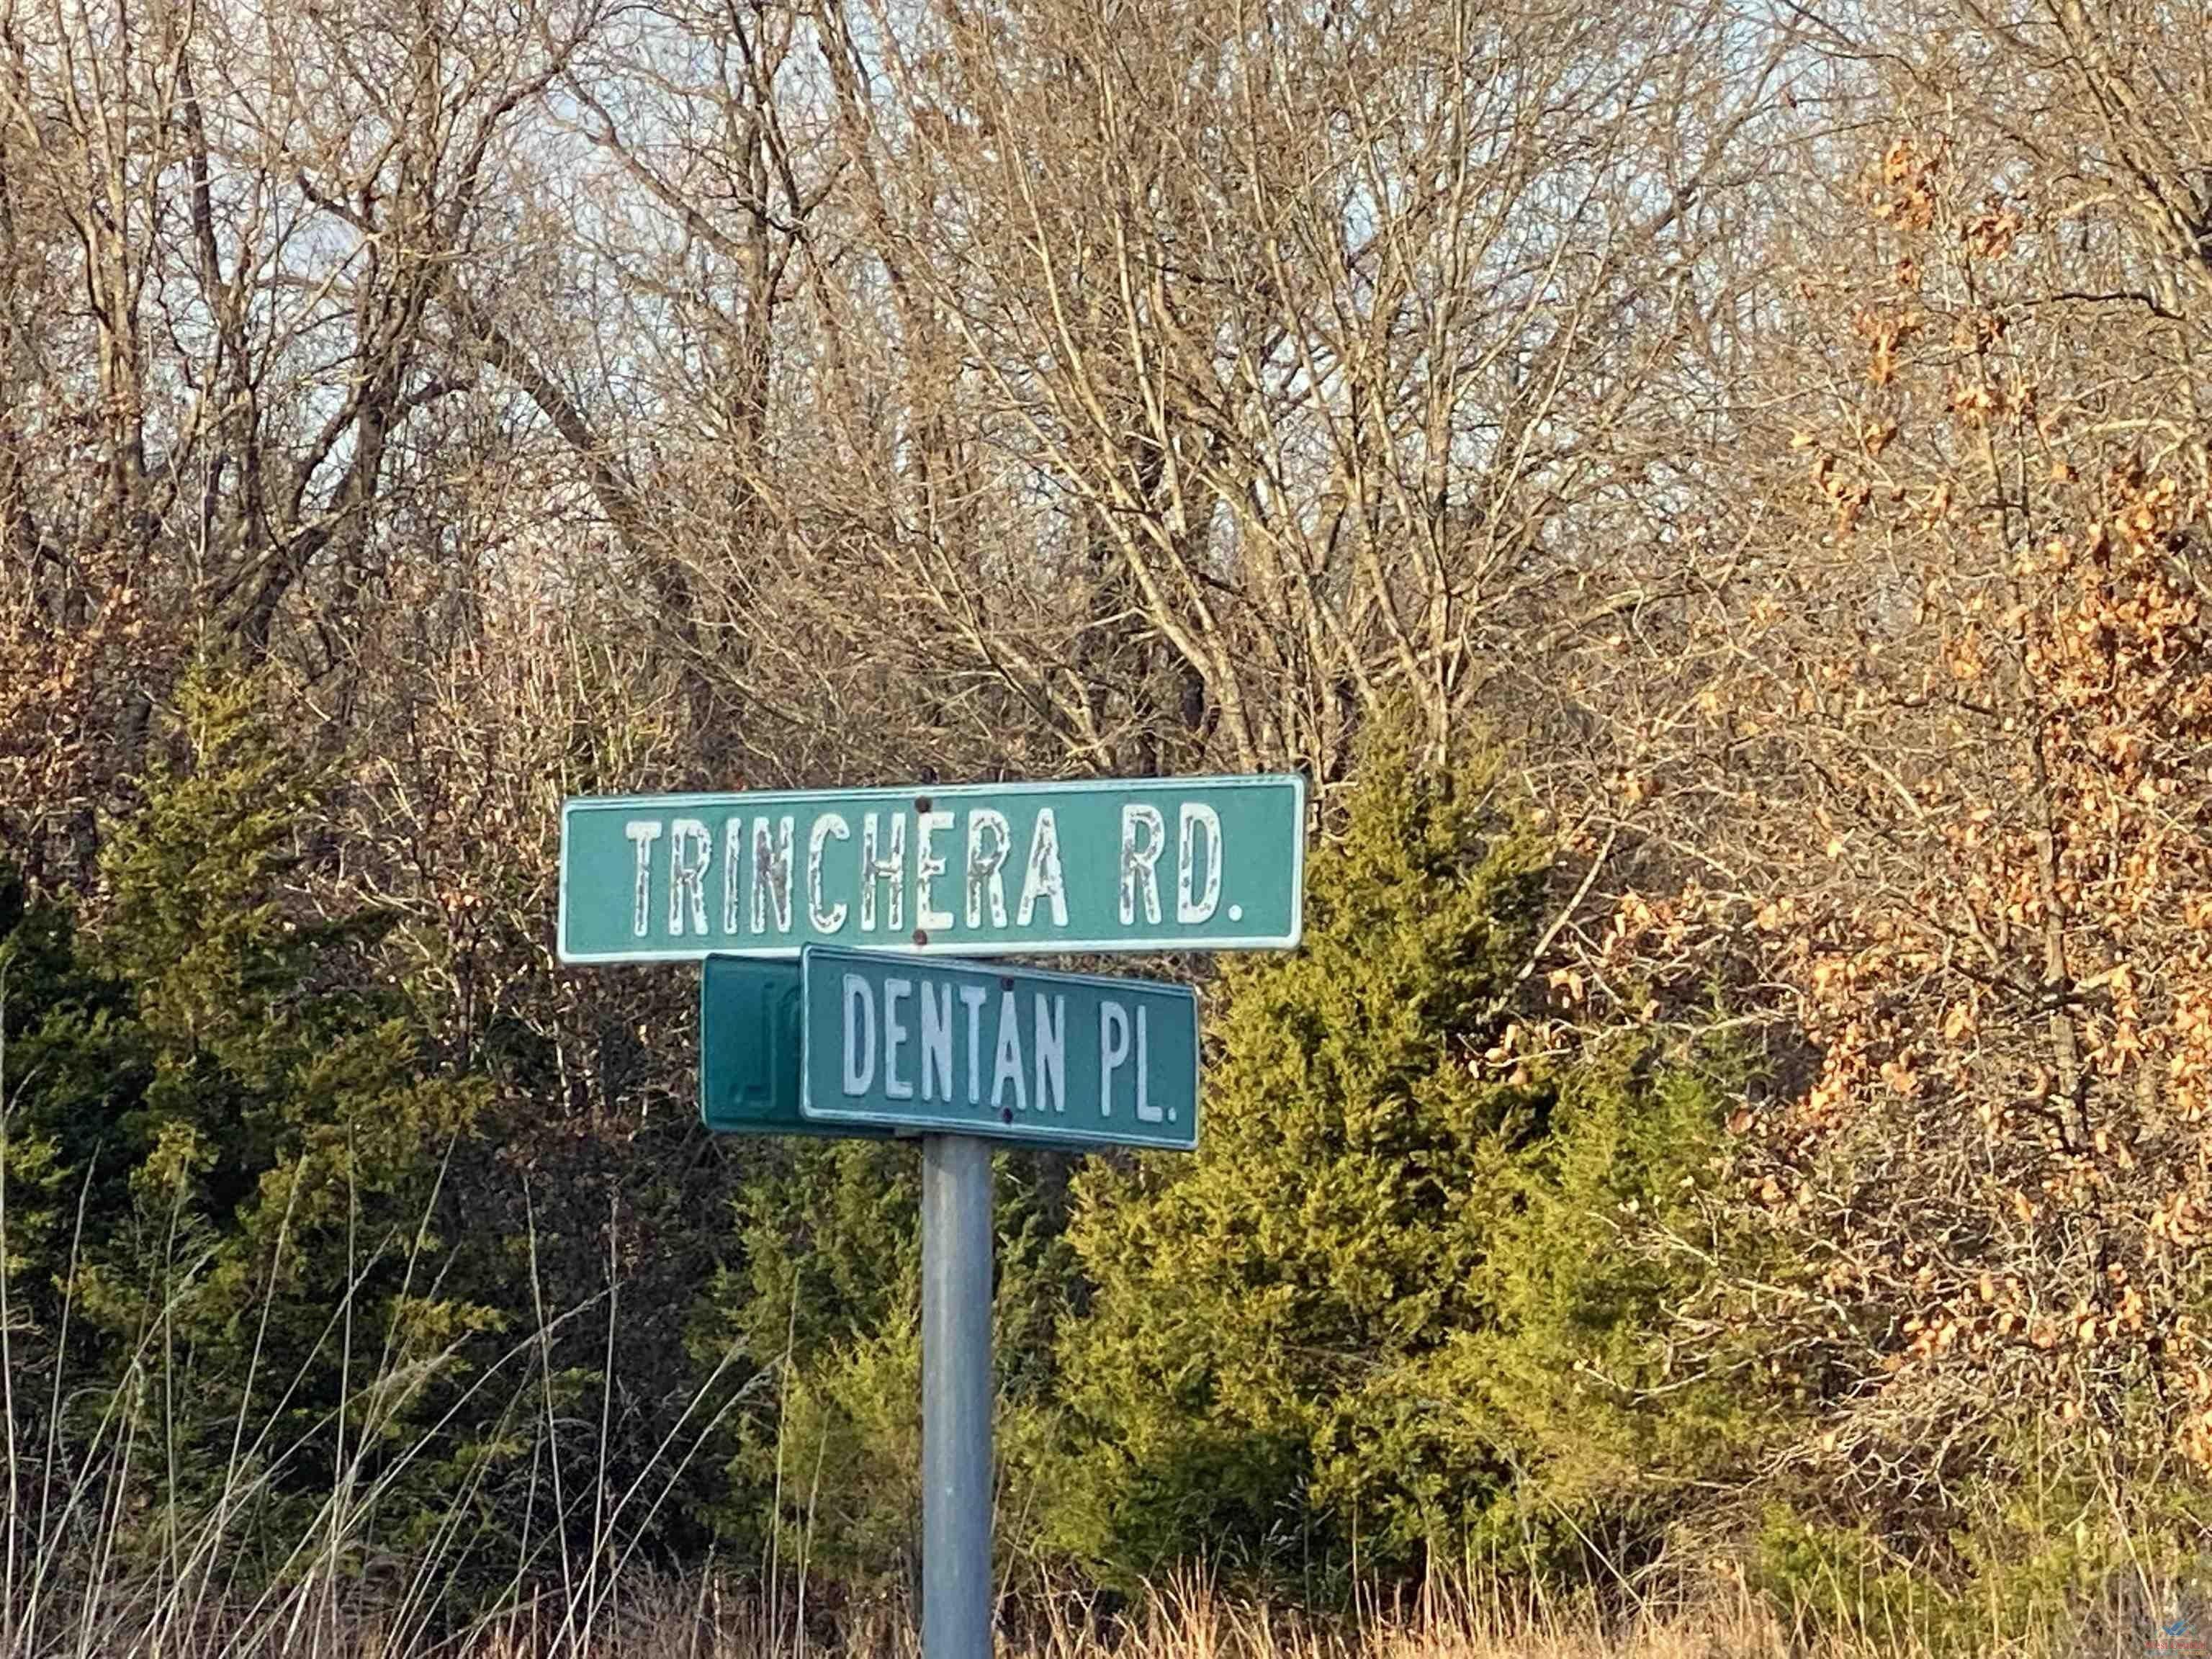 TRINCHERA RD.
DENTAN PL.